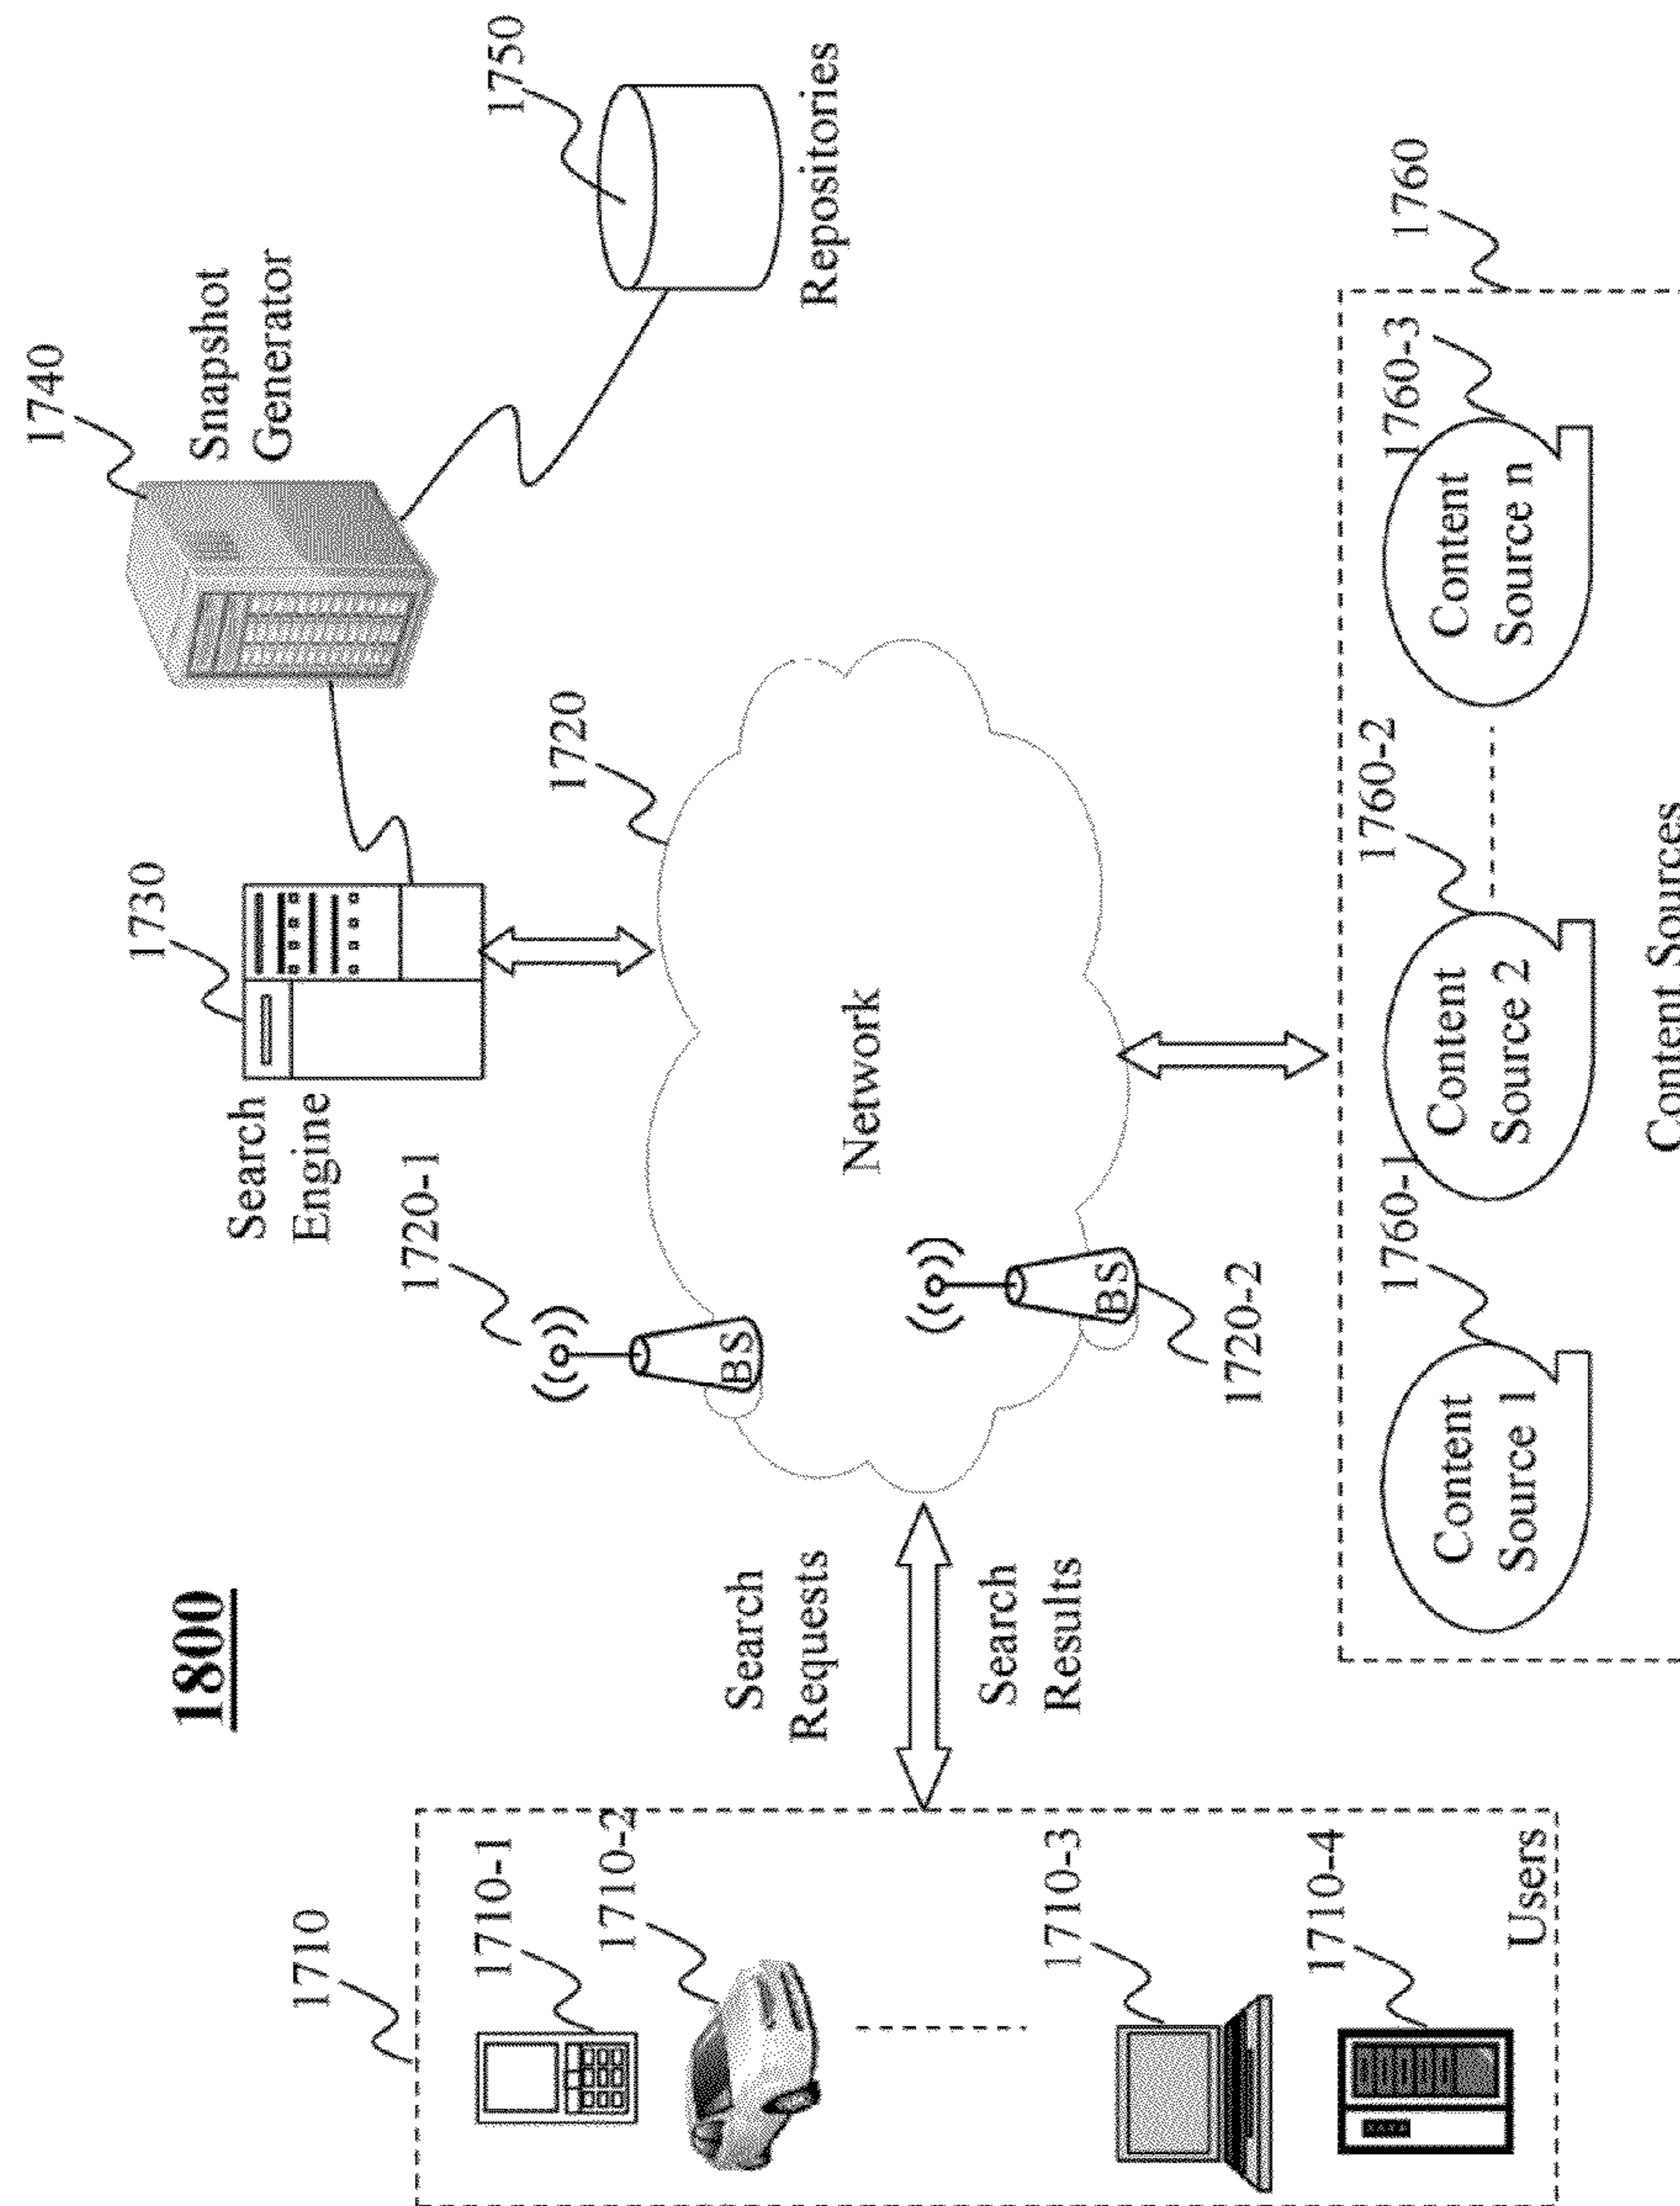 1800
1740
Snapshot
Generator
1750
Repositories
1730
Search
Engine
1720
1720-1
Network
BS
BS
1720-2
Search
Requests
Search
Results
1710
1710-1
1710-2
1710-3
1710-4
Users
1760
1760-1
Content
Source 1
1760-2
Content
Source 2
1760-3
Content
Source n
Content Sources